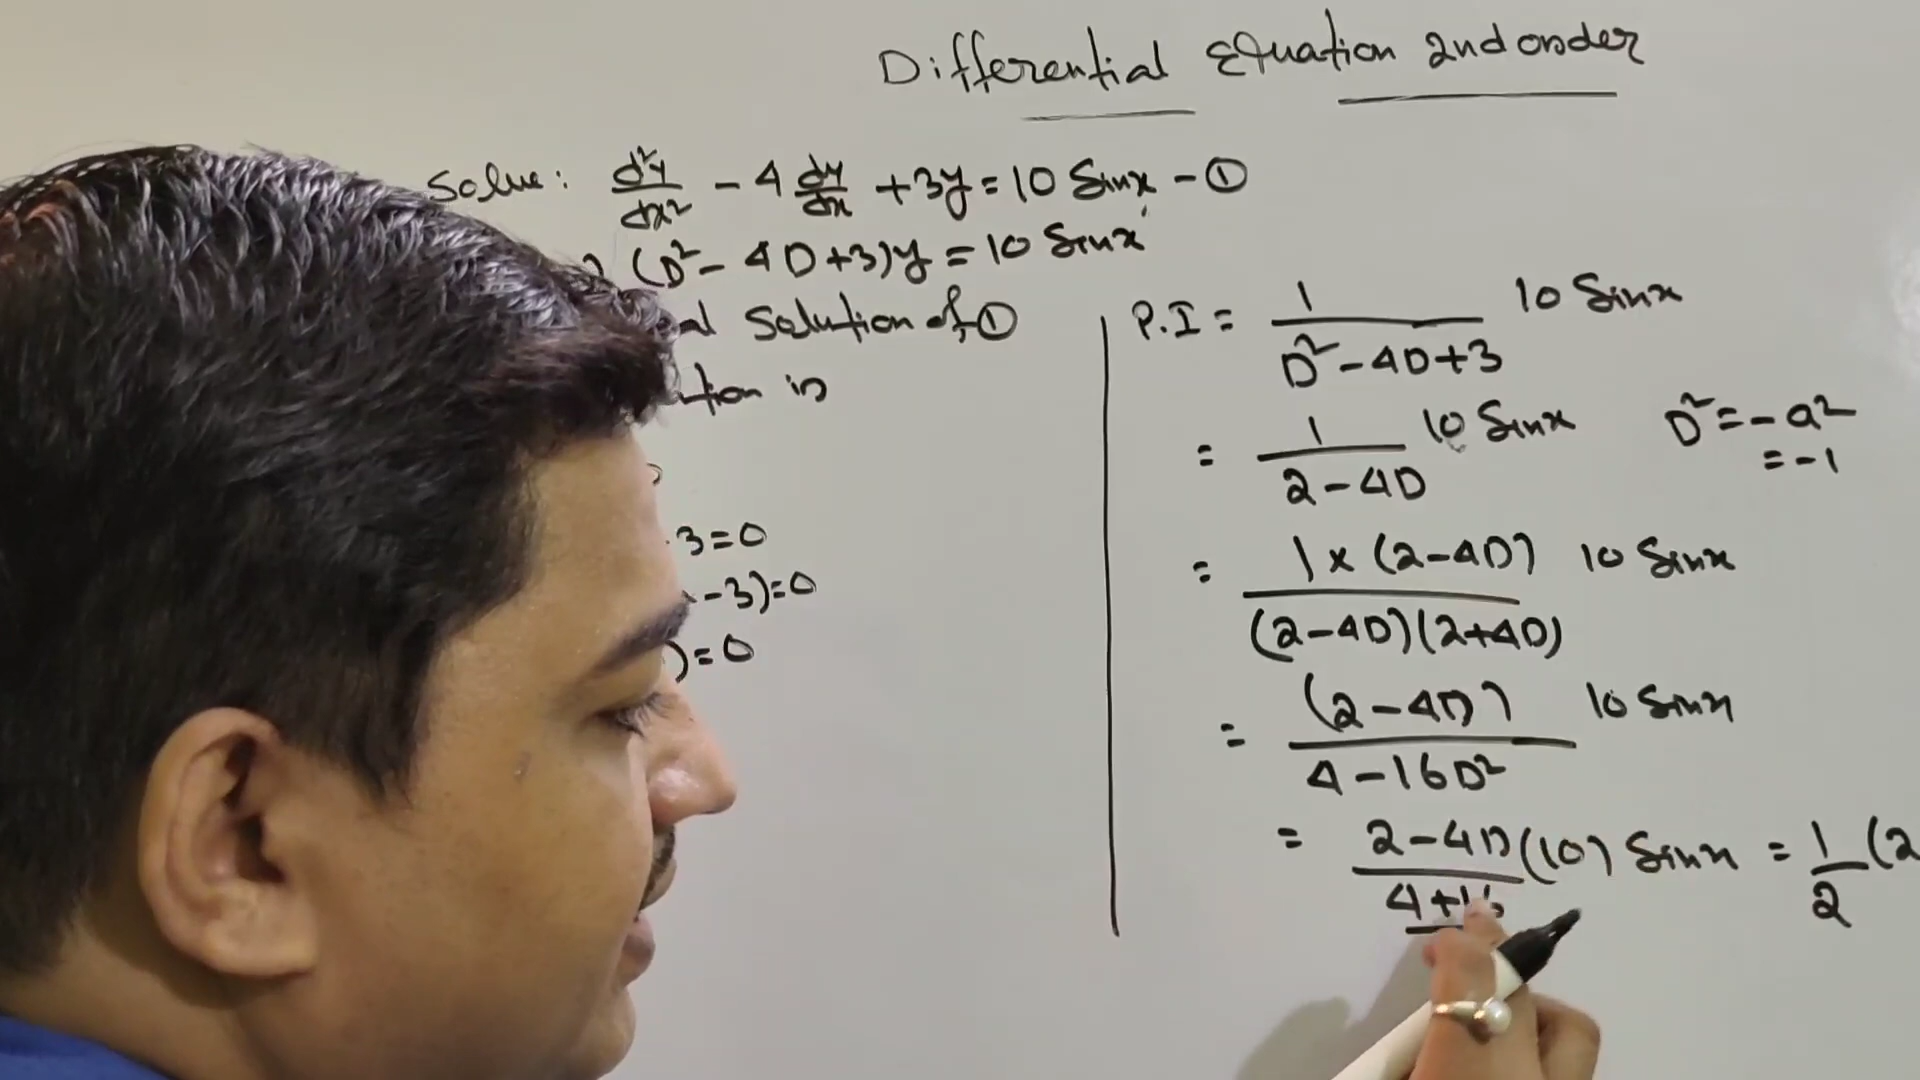 Differential Equation 2nd order
Solve: d²y/dx² - 4 dy/dx + 3y = 10 Sinx - ①
(D² - 4D+3)y = 10 Sinx
solution of ①
in
3=0
-3)=0
)=0
P.I = 1/(D² - 4D+3) 10 Sinx
= 1/(2 - 4D) 10 Sinx D² = -a²
= -1
= 1 x (2-4D)/((2-4D)(2+4D)) 10 Sinx
= (2-4D)/(4-16D²) 10 Sinx
= (2-4D)/(4+16) (10) Sinx = 1/2 (2